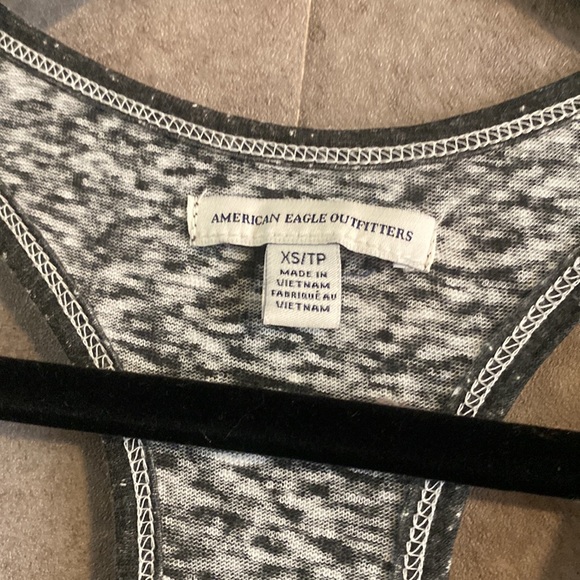 AMERICAN EAGLE OUTFITTERS
XS/TP
MADE IN
VIETNAM
FABRIQUÉ AU
VIETNAM